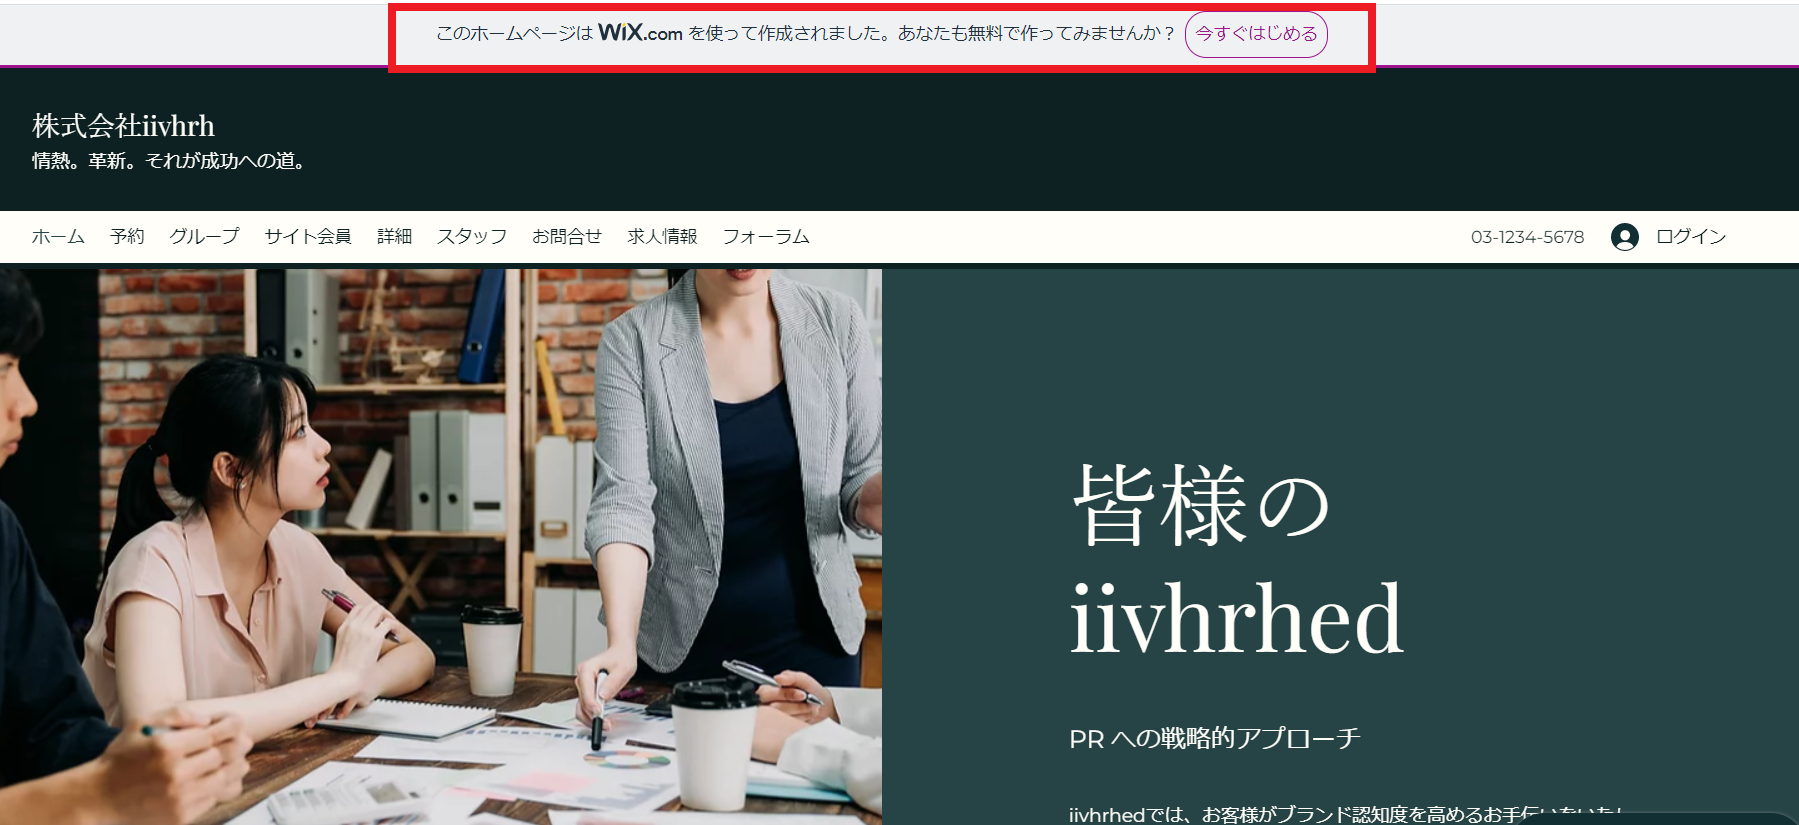 このホームページは WiX.com を使って作成されました。あなたも無料で作ってみませんか？ 今すぐはじめる
株式会社iivhrh
情熱。革新。それが成功への道。
ホーム 予約 グループ サイト会員 詳細 スタッフ お問合せ 求人情報 フォーラム 03-1234-5678 ログイン
皆様の
iivhrhed
PR への戦略的アプローチ
iivhrhedでは、お客様がブランド認知度を高めるお手伝いをいたし